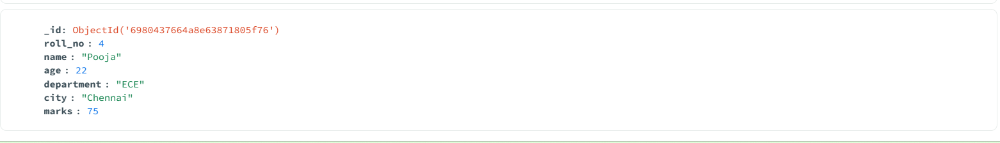 _id: ObjectId('6980437664a8e63871805f76')
roll_no : 4
name : "Pooja"
age : 22
department : "ECE"
city : "Chennai"
marks : 75